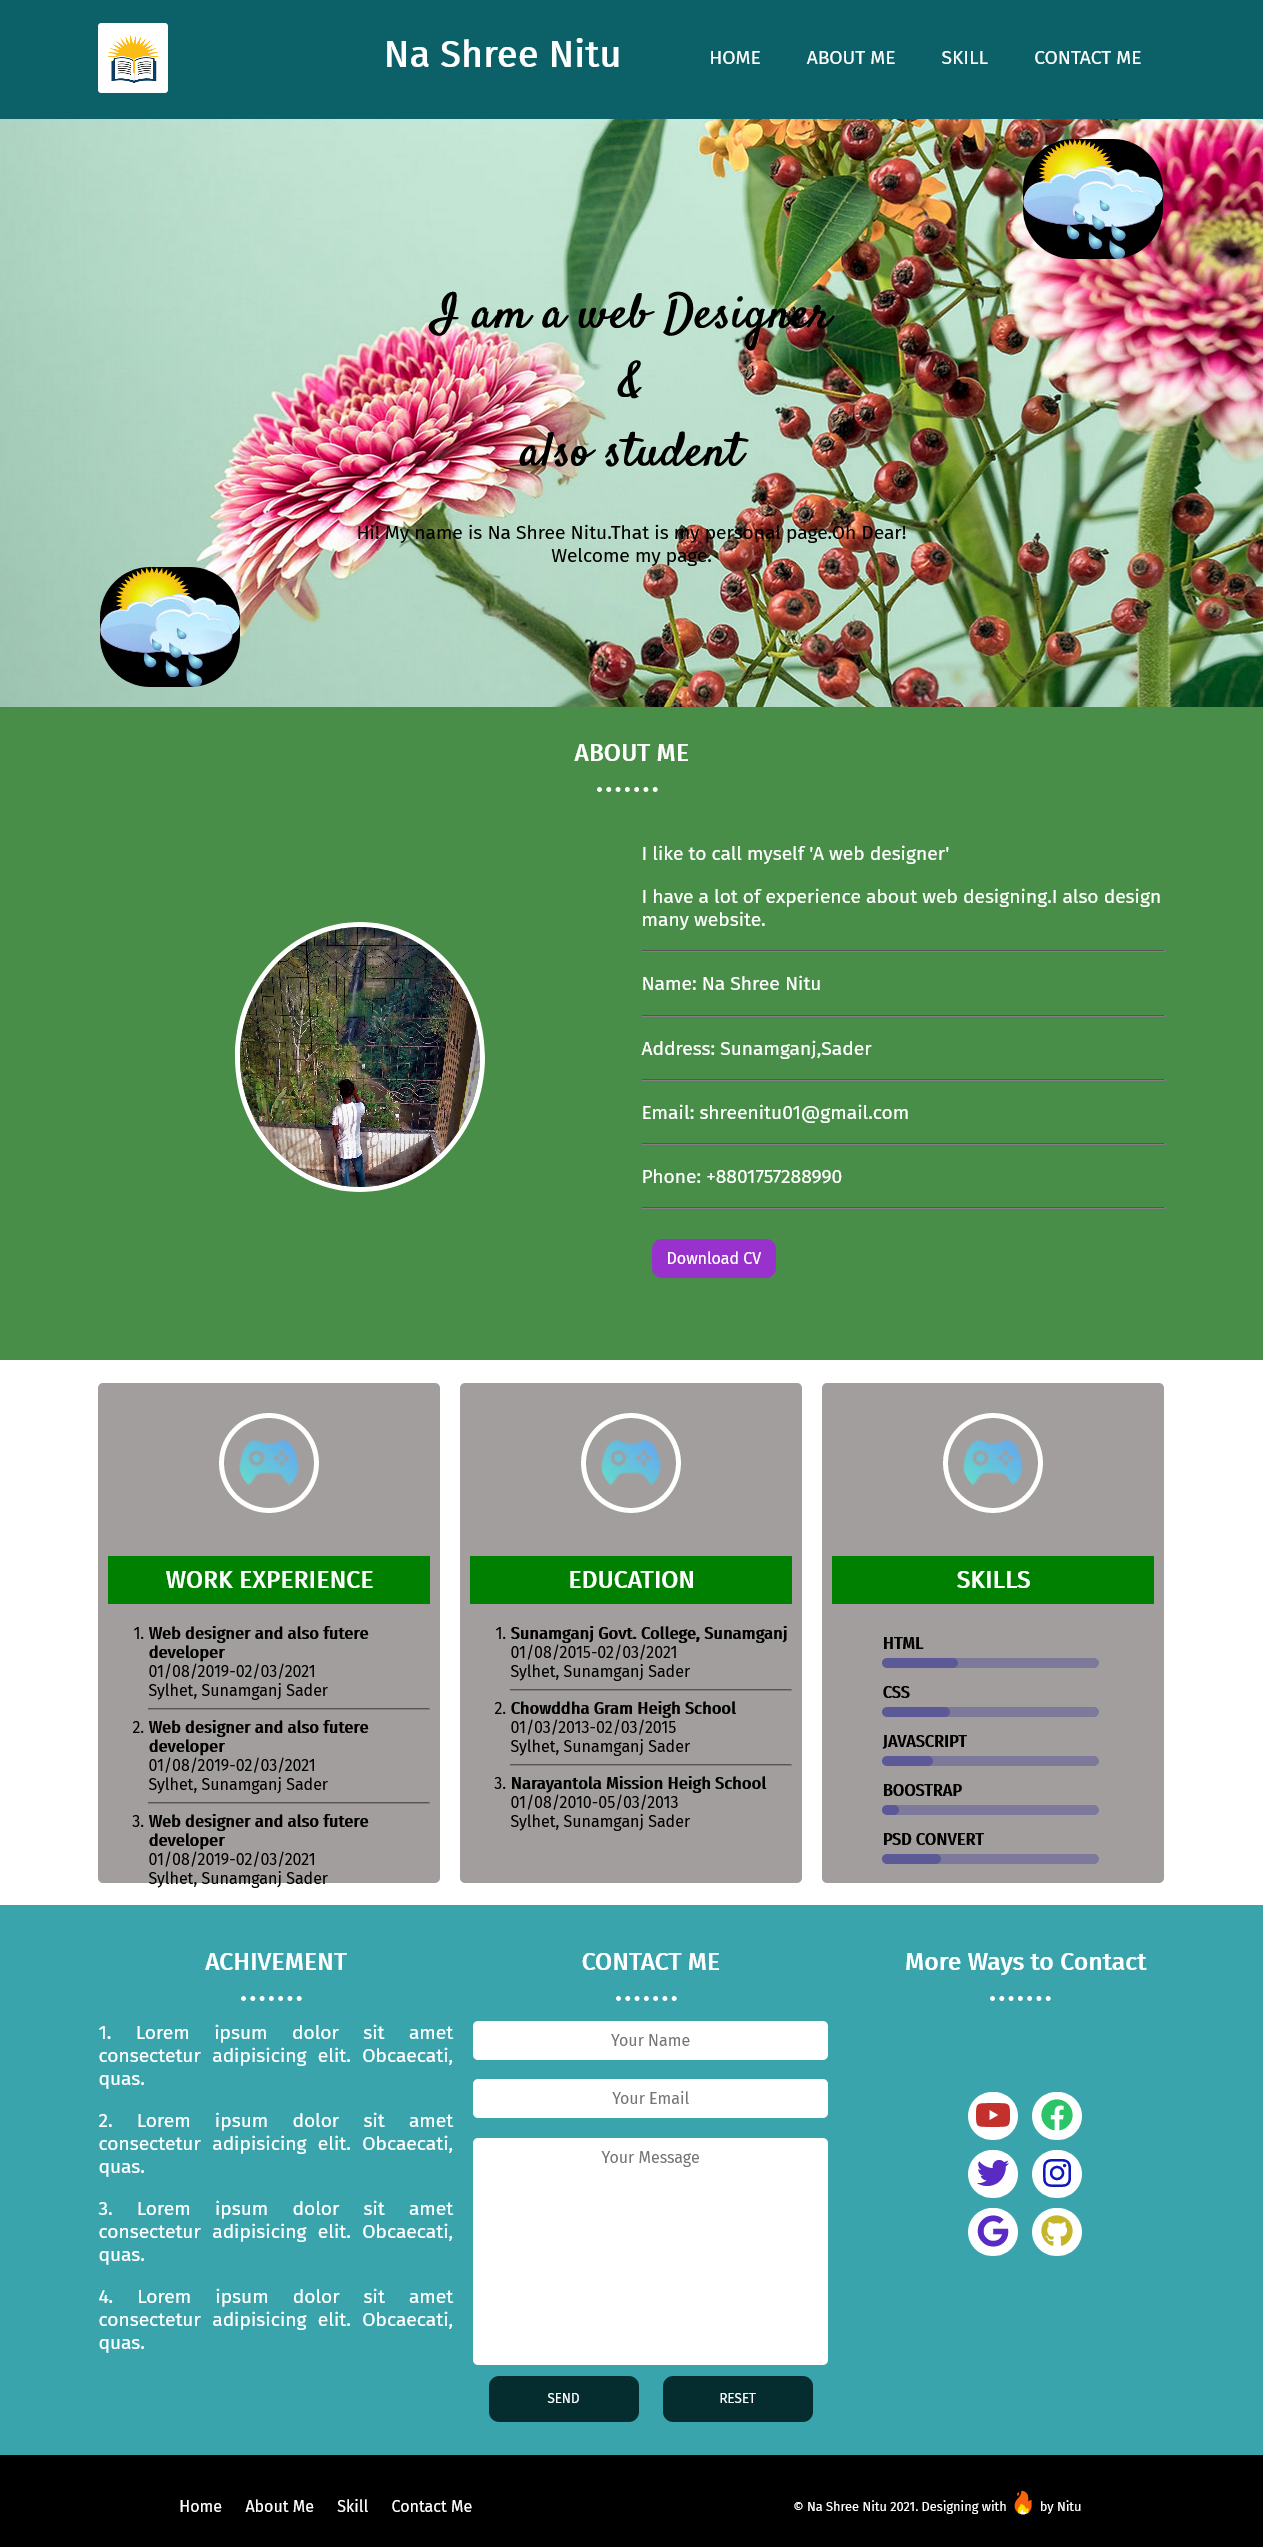 Na Shree Nitu
HOME ABOUT ME SKILL CONTACT ME
I am a web Designer
&
also student
Hi! My name is Na Shree Nitu.That is my personal page.Oh Dear!
Welcome my page.
ABOUT ME
I like to call myself 'A web designer'
I have a lot of experience about web designing.I also design
many website.
Name: Na Shree Nitu
Address: Sunamganj,Sader
Email: shreenitu01@gmail.com
Phone: +8801757288990
Download CV
WORK EXPERIENCE
1. Web designer and also futere
developer
01/08/2019-02/03/2021
Sylhet, Sunamganj Sader
2. Web designer and also futere
developer
01/08/2019-02/03/2021
Sylhet, Sunamganj Sader
3. Web designer and also futere
developer
01/08/2019-02/03/2021
Sylhet, Sunamganj Sader
EDUCATION
1. Sunamganj Govt. College, Sunamganj
01/08/2015-02/03/2021
Sylhet, Sunamganj Sader
2. Chowddha Gram Heigh School
01/03/2013-02/03/2015
Sylhet, Sunamganj Sader
3. Narayantola Mission Heigh School
01/08/2010-05/03/2013
Sylhet, Sunamganj Sader
SKILLS
HTML
CSS
JAVASCRIPT
BOOSTRAP
PSD CONVERT
ACHIVEMENT
1. Lorem ipsum dolor sit amet
consectetur adipisicing elit. Obcaecati,
quas.
2. Lorem ipsum dolor sit amet
consectetur adipisicing elit. Obcaecati,
quas.
3. Lorem ipsum dolor sit amet
consectetur adipisicing elit. Obcaecati,
quas.
4. Lorem ipsum dolor sit amet
consectetur adipisicing elit. Obcaecati,
quas.
CONTACT ME
Your Name
Your Email
Your Message
SEND RESET
More Ways to Contact
Home About Me Skill Contact Me
© Na Shree Nitu 2021. Designing with by Nitu